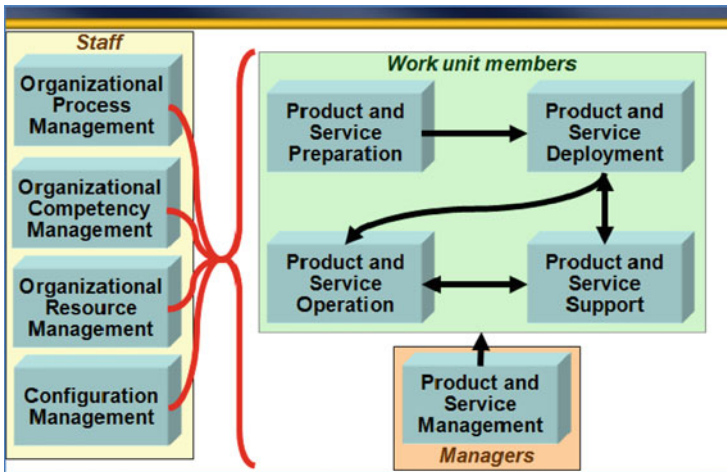 Staff
Organizational
Process
Management
Organizational
Competency
Management
Organizational
Resource
Management
Configuration
Management
Work unit members
Product and
Service
Preparation
Product and
Service
Deployment
Product and
Service
Operation
Product and
Service
Support
Product and
Service
Management
Managers